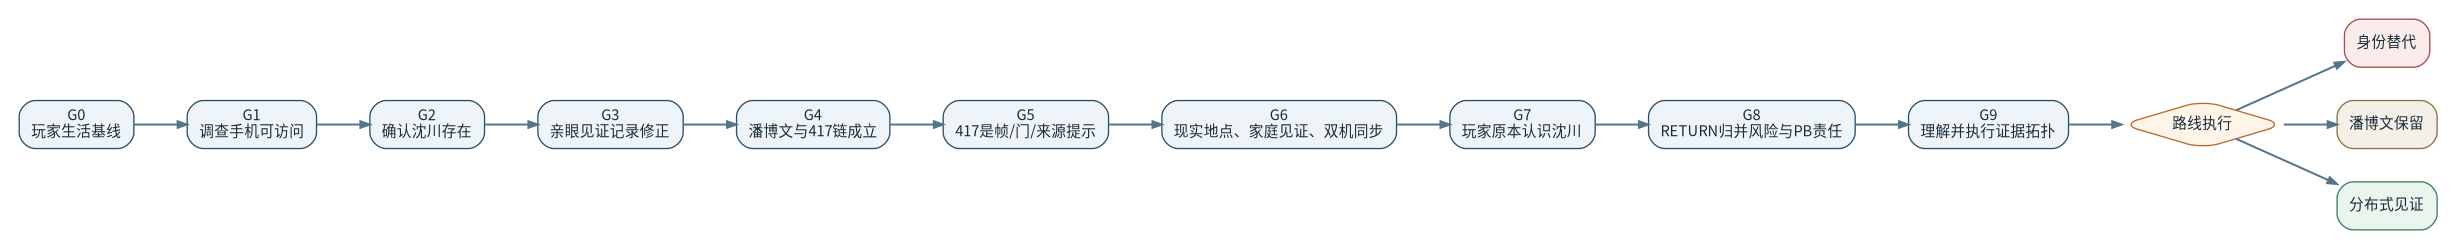 G0
玩家生活基线
G1
调查手机可访问
G2
确认沈川存在
G3
亲眼见证记录修正
G4
潘博文与417链成立
G5
417是帧/门/来源提示
G6
现实地点、家庭见证、双机同步
G7
玩家原本认识沈川
G8
RETURN归并风险与PB责任
G9
理解并执行证据拓扑
路线执行
身份替代
潘博文保留
分布式见证